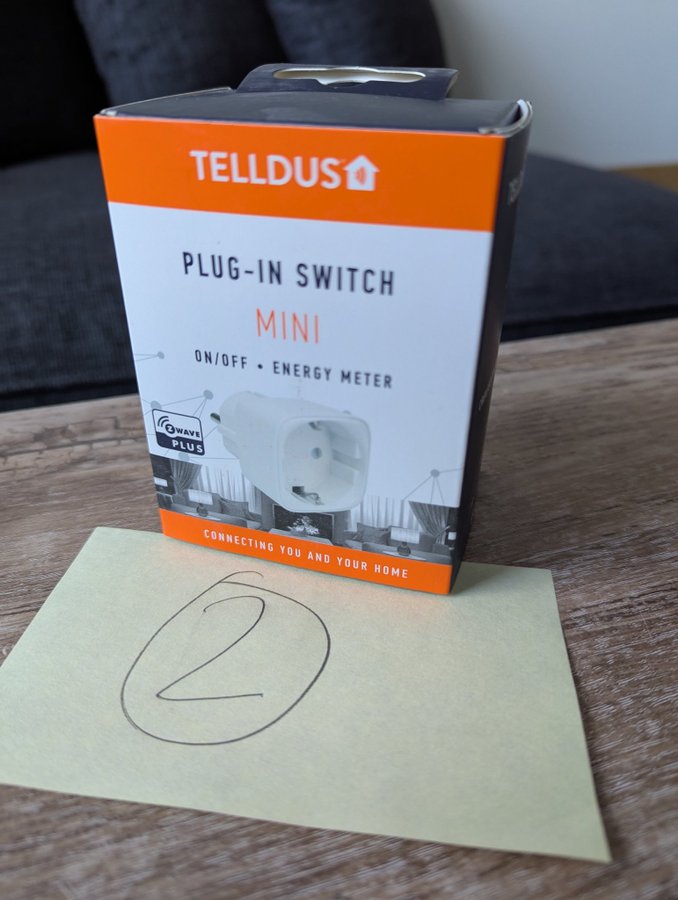 TELLDUS
PLUG-IN SWITCH
MINI
ON/OFF • ENERGY METER
Z WAVE
PLUS
CONNECTING YOU AND YOUR HOME
2